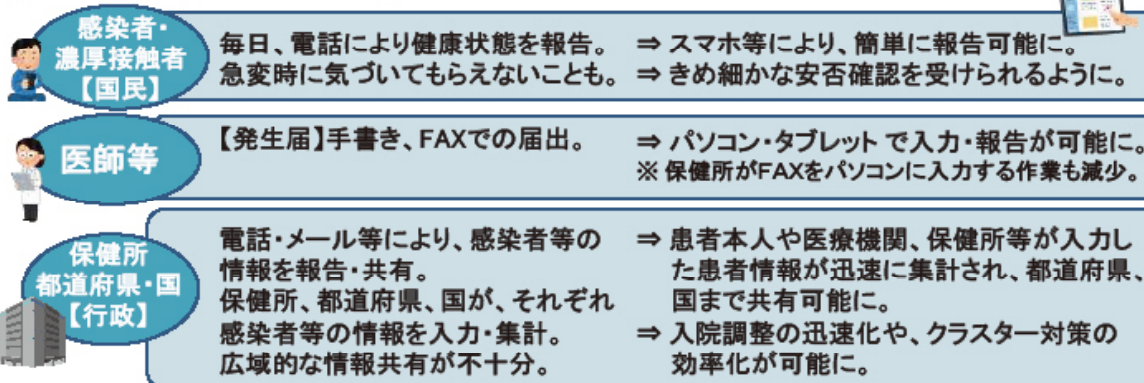 感染者・
濃厚接触者
【国民】
毎日、電話により健康状態を報告。 ⇒ スマホ等により、簡単に報告可能に。
急変時に気づいてもらえないことも。 ⇒ きめ細かな安否確認を受けられるように。
医師等
【発生届】手書き、FAXでの届出。 ⇒ パソコン・タブレット で入力・報告が可能に。
※ 保健所がFAXをパソコンに入力する作業も減少。
保健所
都道府県・国
【行政】
電話・メール等により、感染者等の
情報を報告・共有。
保健所、都道府県、国が、それぞれ
感染者等の情報を入力・集計。
広域的な情報共有が不十分。
⇒ 患者本人や医療機関、保健所等が入力し
た患者情報が迅速に集計され、都道府県、
国まで共有可能に。
⇒ 入院調整の迅速化や、クラスター対策の
効率化が可能に。